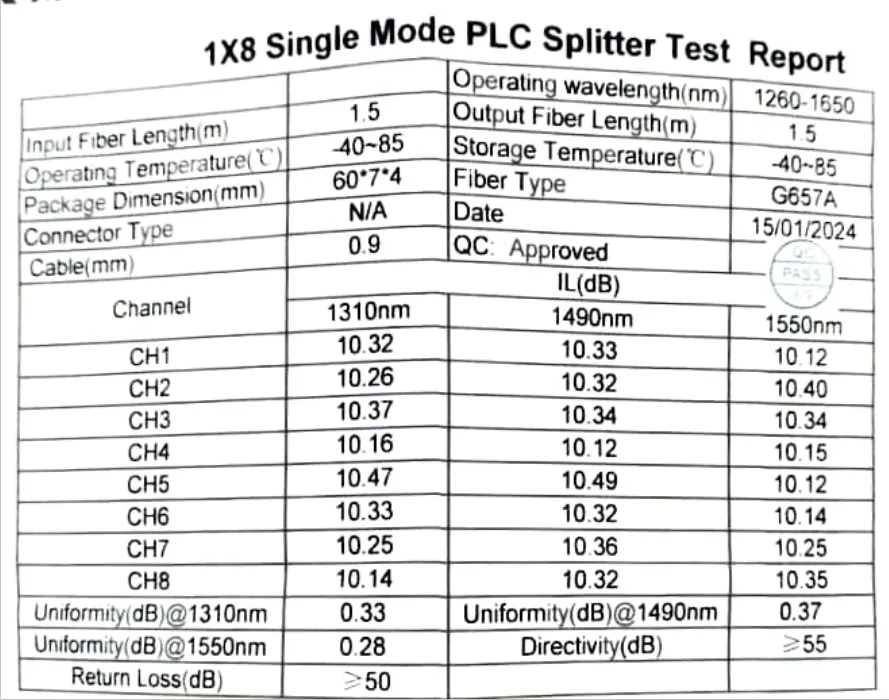 1X8 Single Mode PLC Splitter Test Report
Operating wavelength(nm) 1260-1650
Input Fiber Length(m) 1.5 Output Fiber Length(m) 1.5
Operating Temperature(℃) -40~85 Storage Temperature(℃) -40~85
Package Dimension(mm) 60*7*4 Fiber Type G657A
Connector Type N/A Date 15/01/2024
Cable(mm) 0.9 QC: Approved
QC
PASS
Channel IL(dB)
1310nm 1490nm 1550nm
CH1 10.32 10.33 10.12
CH2 10.26 10.32 10.40
CH3 10.37 10.34 10.34
CH4 10.16 10.12 10.15
CH5 10.47 10.49 10.12
CH6 10.33 10.32 10.14
CH7 10.25 10.36 10.25
CH8 10.14 10.32 10.35
Uniformity(dB)@1310nm 0.33 Uniformity(dB)@1490nm 0.37
Uniformity(dB)@1550nm 0.28 Directivity(dB) ≥55
Return Loss(dB) ≥50